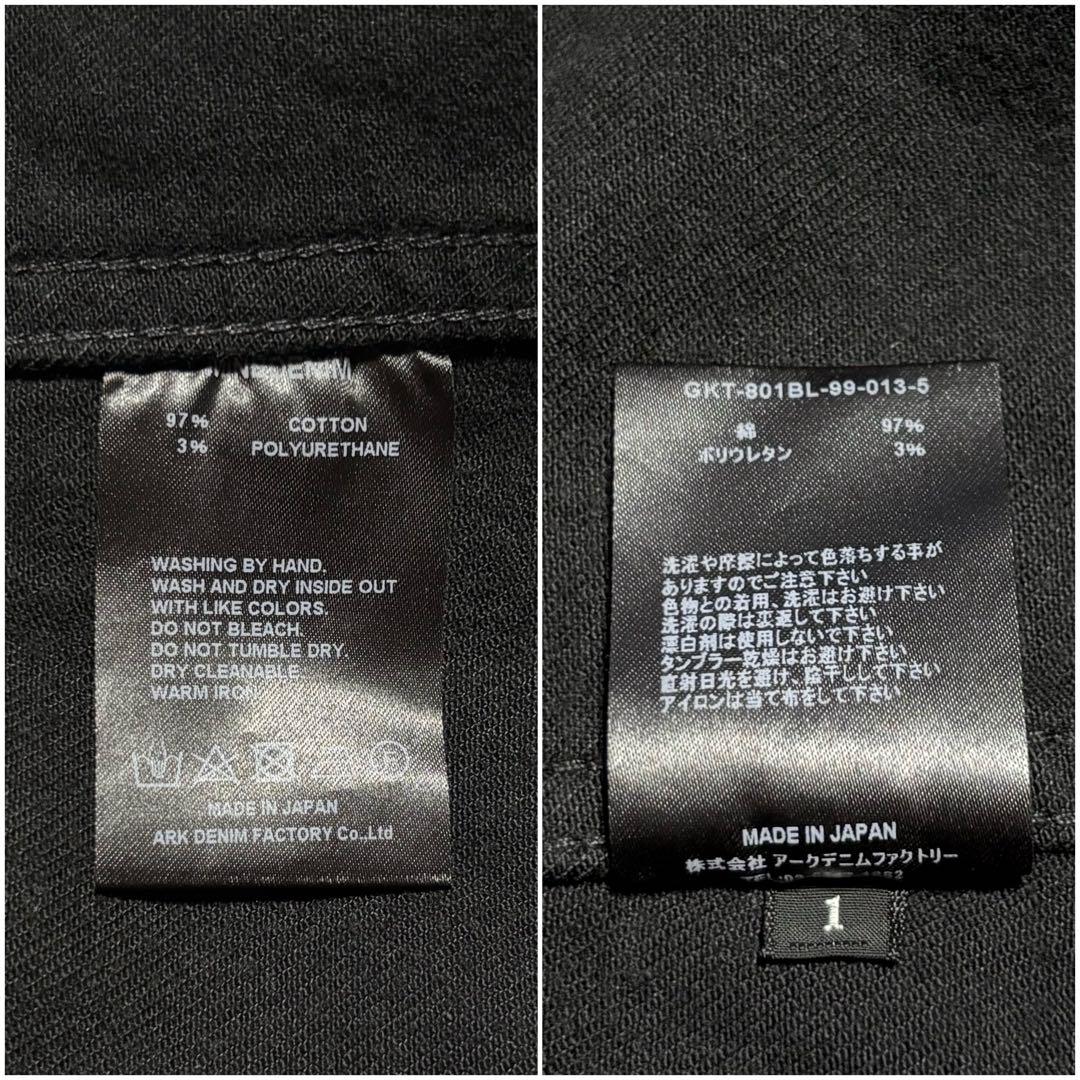 DENIM
97% COTTON
3% POLYURETHANE
WASHING BY HAND.
WASH AND DRY INSIDE OUT
WITH LIKE COLORS.
DO NOT BLEACH.
DO NOT TUMBLE DRY.
DRY CLEANABLE.
WARM IRON.
MADE IN JAPAN
ARK DENIM FACTORY Co.,Ltd
GKT-801BL-99-013-5
綿 97%
ポリウレタン 3%
洗濯や摩擦によって色落ちする事が
ありますのでご注意下さい
色物との着用、洗濯はお避け下さい
洗濯の際は裏返して下さい
漂白剤は使用しないで下さい
タンブラー乾燥はお避け下さい
直射日光を避け、陰干しして下さい
アイロンは当て布をして下さい
MADE IN JAPAN
株式会社 アークデニムファクトリー
1